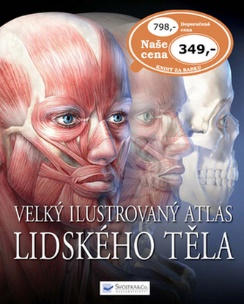 798,-
Doporučená
cena
Naše
cena
349,-
KNIHY ZA BABKU
VELKÝ ILUSTROVANÝ ATLAS
LIDSKÉHO TĚLA
SVOJTKA&CO.